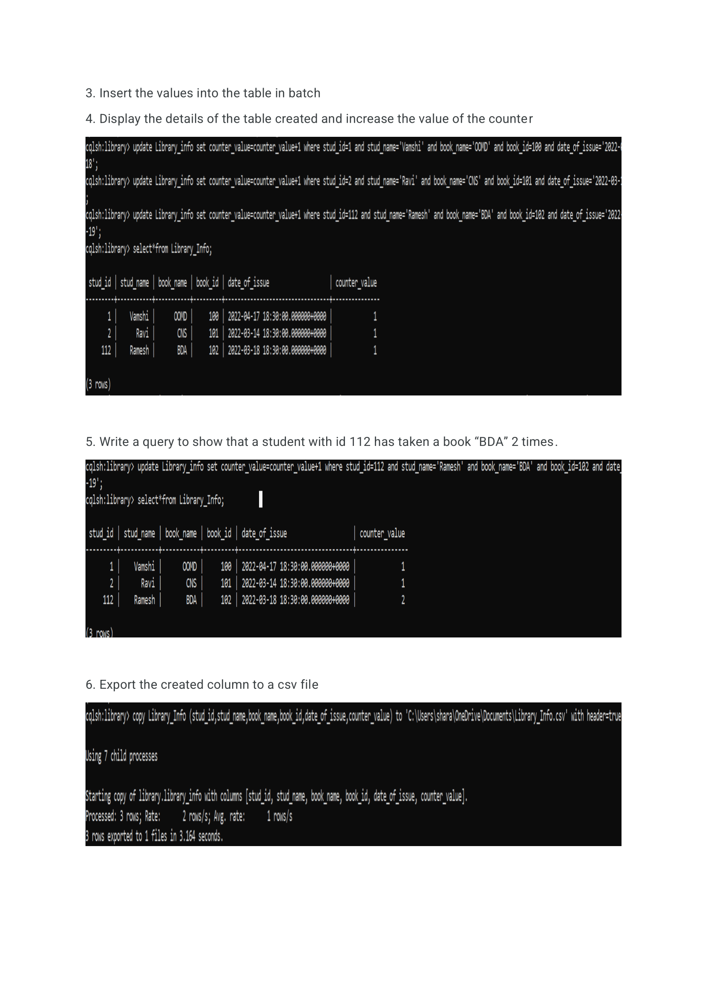 3. Insert the values into the table in batch
4. Display the details of the table created and increase the value of the counter
cqlsh:library> update Library_info set counter_value=counter_value+1 where stud_id=1 and stud_name='Vamshi' and book_name='OOMD' and book_id=100 and date_of_issue='2022-
18';
cqlsh:library> update Library_info set counter_value=counter_value+1 where stud_id=2 and stud_name='Ravi' and book_name='CNS' and book_id=101 and date_of_issue='2022-03-
;
cqlsh:library> update Library_info set counter_value=counter_value+1 where stud_id=112 and stud_name='Ramesh' and book_name='BDA' and book_id=102 and date_of_issue='2022-
-19';
cqlsh:library> select*from Library_Info;
stud_id | stud_name | book_name | book_id | date_of_issue | counter_value
---------+-----------+-----------+---------+---------------------------------+---------------
1 | Vamshi | OOMD | 100 | 2022-04-17 18:30:00.000000+0000 | 1
2 | Ravi | CNS | 101 | 2022-03-14 18:30:00.000000+0000 | 1
112 | Ramesh | BDA | 102 | 2022-03-18 18:30:00.000000+0000 | 1
(3 rows)
5. Write a query to show that a student with id 112 has taken a book “BDA” 2 times.
cqlsh:library> update Library_info set counter_value=counter_value+1 where stud_id=112 and stud_name='Ramesh' and book_name='BDA' and book_id=102 and date_
-19';
cqlsh:library> select*from Library_Info;
stud_id | stud_name | book_name | book_id | date_of_issue | counter_value
---------+-----------+-----------+---------+---------------------------------+---------------
1 | Vamshi | OOMD | 100 | 2022-04-17 18:30:00.000000+0000 | 1
2 | Ravi | CNS | 101 | 2022-03-14 18:30:00.000000+0000 | 1
112 | Ramesh | BDA | 102 | 2022-03-18 18:30:00.000000+0000 | 2
(3 rows)
6. Export the created column to a csv file
cqlsh:library> copy Library_Info (stud_id,stud_name,book_name,book_id,date_of_issue,counter_value) to 'C:\Users\shara\OneDrive\Documents\Library_Info.csv' with header=true
Using 7 child processes
Starting copy of library.library_info with columns [stud_id, stud_name, book_name, book_id, date_of_issue, counter_value].
Processed: 3 rows; Rate: 2 rows/s; Avg. rate: 1 rows/s
3 rows exported to 1 files in 3.164 seconds.